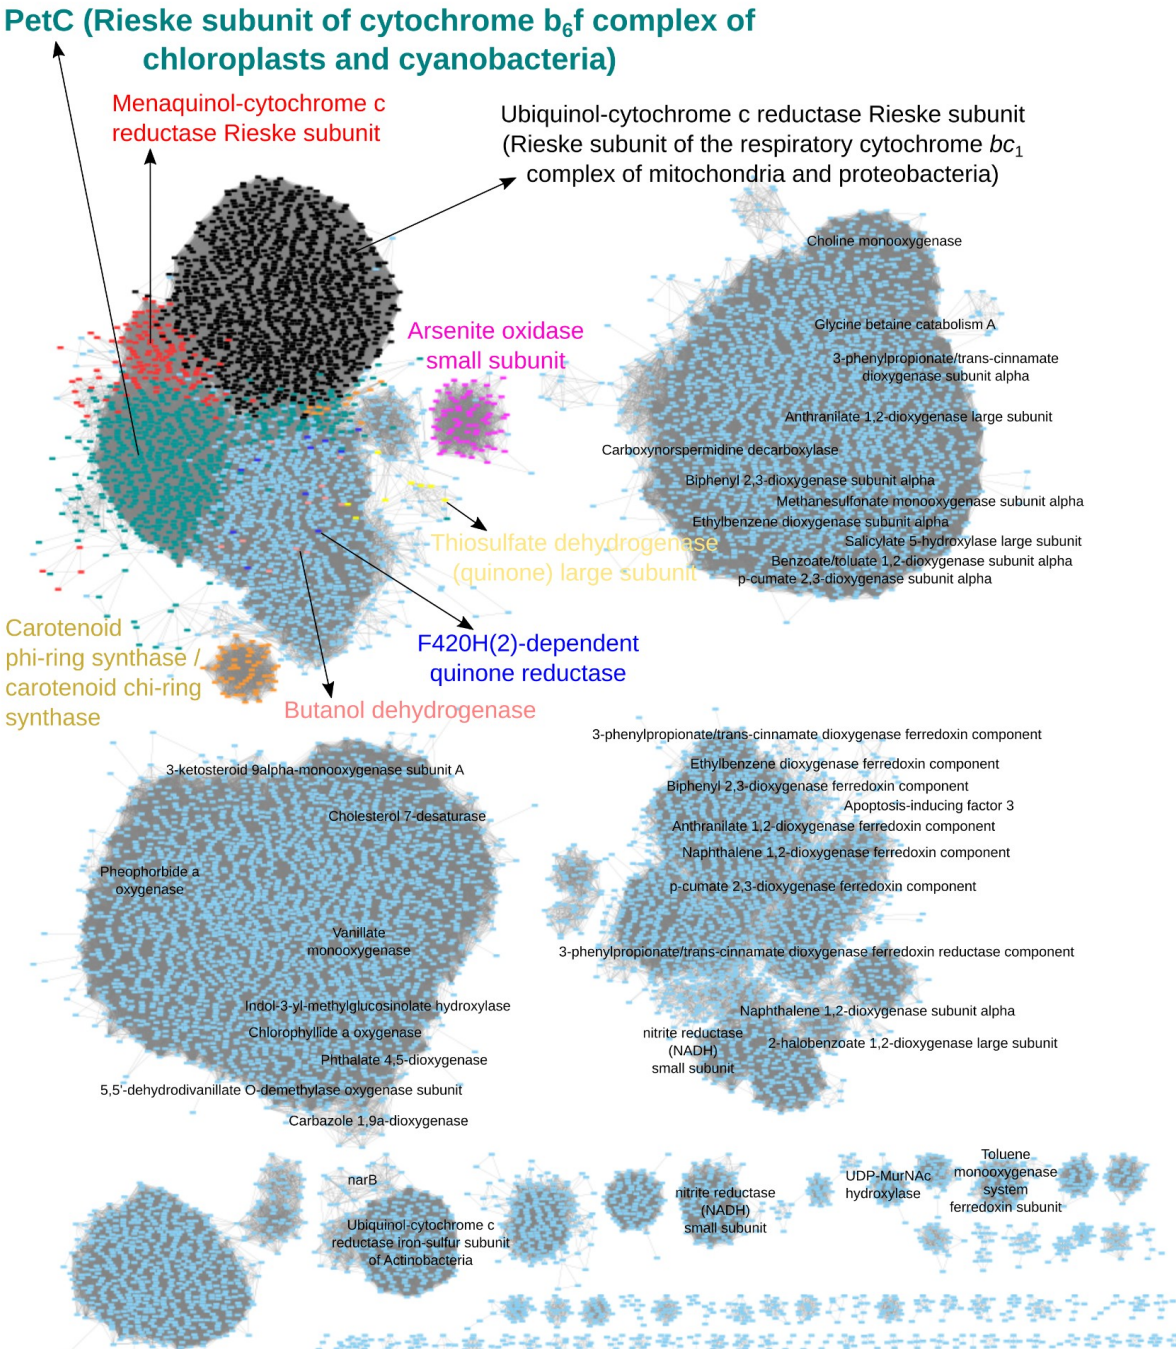 PetC (Rieske subunit of cytochrome b6f complex of
chloroplasts and cyanobacteria)
Menaquinol-cytochrome c
reductase Rieske subunit
Ubiquinol-cytochrome c reductase Rieske subunit
(Rieske subunit of the respiratory cytochrome bc1
complex of mitochondria and proteobacteria)
Arsenite oxidase
small subunit
Thiosulfate dehydrogenase
(quinone) large subunit
F420H(2)-dependent
quinone reductase
Butanol dehydrogenase
Carotenoid
phi-ring synthase /
carotenoid chi-ring
synthase
Choline monooxygenase
Glycine betaine catabolism A
3-phenylpropionate/trans-cinnamate
dioxygenase subunit alpha
Anthranilate 1,2-dioxygenase large subunit
Carboxynorspermidine decarboxylase
Biphenyl 2,3-dioxygenase subunit alpha
Methanesulfonate monooxygenase subunit alpha
Ethylbenzene dioxygenase subunit alpha
Salicylate 5-hydroxylase large subunit
Benzoate/toluate 1,2-dioxygenase subunit alpha
p-cumate 2,3-dioxygenase subunit alpha
3-ketosteroid 9alpha-monooxygenase subunit A
Cholesterol 7-desaturase
Pheophorbide a
oxygenase
Vanillate
monooxygenase
Indol-3-yl-methylglucosinolate hydroxylase
Chlorophyllide a oxygenase
Phthalate 4,5-dioxygenase
5,5'-dehydrodivanillate O-demethylase oxygenase subunit
Carbazole 1,9a-dioxygenase
3-phenylpropionate/trans-cinnamate dioxygenase ferredoxin component
Ethylbenzene dioxygenase ferredoxin component
Biphenyl 2,3-dioxygenase ferredoxin component
Apoptosis-inducing factor 3
Anthranilate 1,2-dioxygenase ferredoxin component
Naphthalene 1,2-dioxygenase ferredoxin component
p-cumate 2,3-dioxygenase ferredoxin component
3-phenylpropionate/trans-cinnamate dioxygenase ferredoxin reductase component
Naphthalene 1,2-dioxygenase subunit alpha
nitrite reductase
(NADH)
small subunit
2-halobenzoate 1,2-dioxygenase large subunit
narB
Ubiquinol-cytochrome c
reductase iron-sulfur subunit
of Actinobacteria
nitrite reductase
(NADH)
small subunit
UDP-MurNAc
hydroxylase
Toluene
monooxygenase
system
ferredoxin subunit